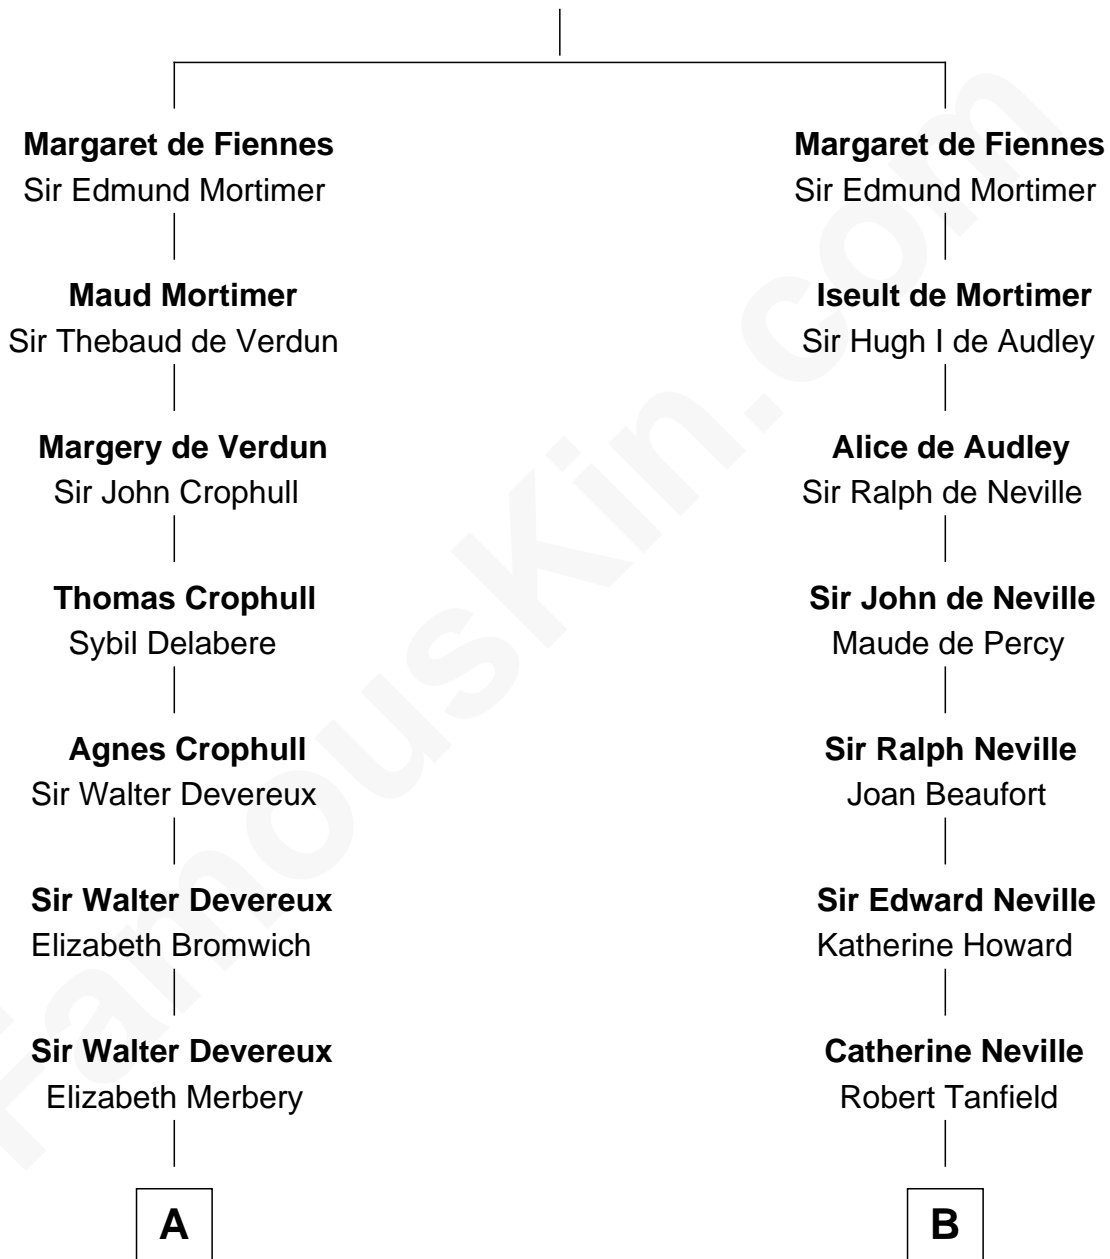 Margaret de Fiennes
Sir Edmund Mortimer
Maud Mortimer
Sir Thebaud de Verdun
Margery de Verdun
Sir John Crophull
Thomas Crophull
Sybil Delabere
Agnes Crophull
Sir Walter Devereux
Sir Walter Devereux
Elizabeth Bromwich
Sir Walter Devereux
Elizabeth Merbery
A
Margaret de Fiennes
Sir Edmund Mortimer
Iseult de Mortimer
Sir Hugh I de Audley
Alice de Audley
Sir Ralph de Neville
Sir John de Neville
Maude de Percy
Sir Ralph Neville
Joan Beaufort
Sir Edward Neville
Katherine Howard
Catherine Neville
Robert Tanfield
B
FamousKin.com